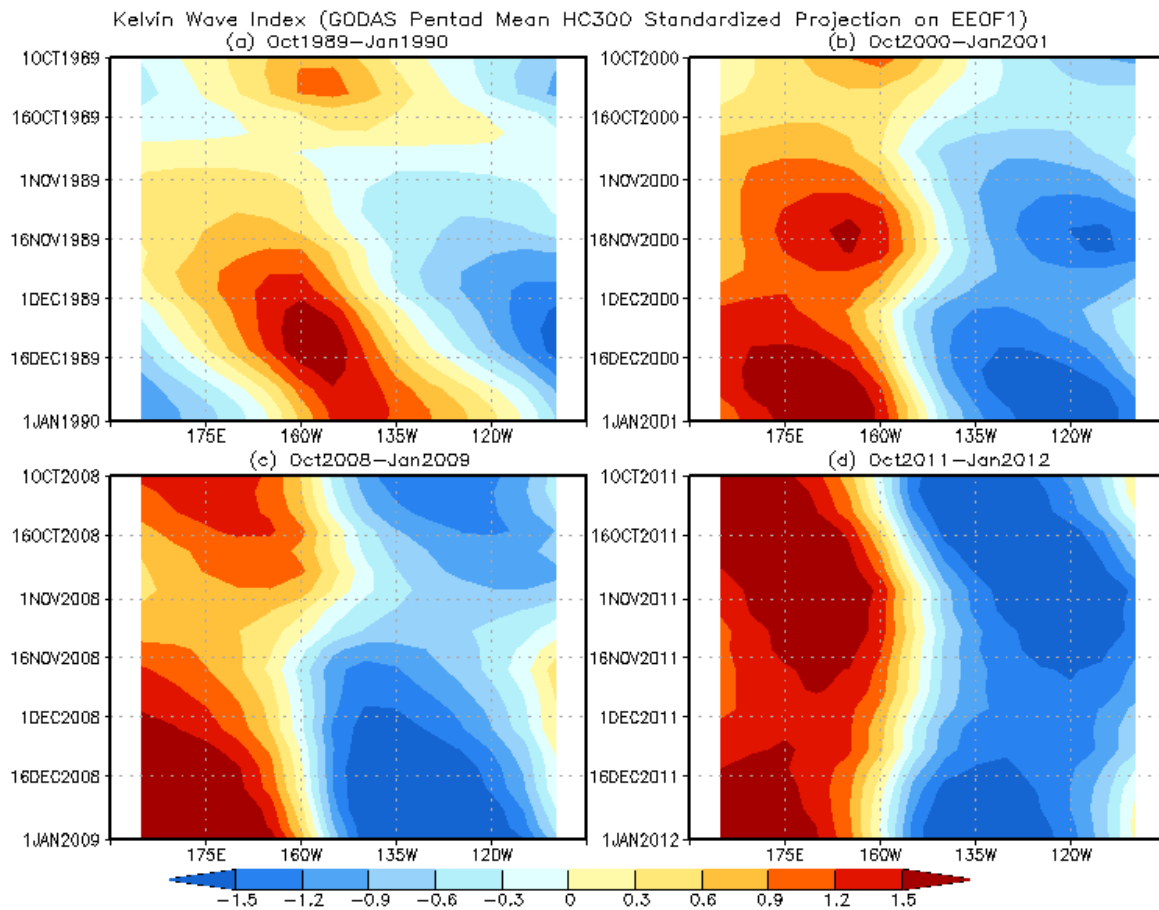 Kelvin Wave Index (GODAS Pentad Mean HC300 Standardized Projection on EEOF1)
(a) Oct1989–Jan1990
(b) Oct2000–Jan2001
10CT1989
16OCT1989
1NOV1989
16NOV1989
1DEC1989
16DEC1989
1JAN1990
175E 160W 135W 120W
10CT2000
16OCT2000
1NOV2000
16NOV2000
1DEC2000
16DEC2000
1JAN2001
175E 160W 135W 120W
(c) Oct2008–Jan2009
(d) Oct2011–Jan2012
10CT2008
16OCT2008
1NOV2008
16NOV2008
1DEC2008
16DEC2008
1JAN2009
175E 160W 135W 120W
10CT2011
16OCT2011
1NOV2011
16NOV2011
1DEC2011
16DEC2011
1JAN2012
175E 160W 135W 120W
−1.5 −1.2 −0.9 −0.6 −0.3 0 0.3 0.6 0.9 1.2 1.5